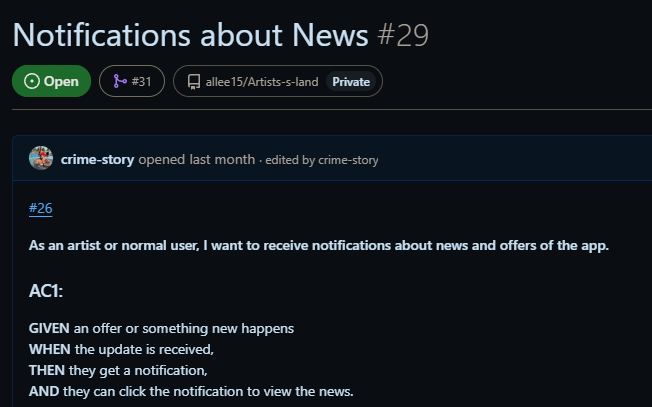 Notifications about News #29
Open #31 allee15/Artists-s-land Private
crime-story opened last month · edited by crime-story
#26
As an artist or normal user, I want to receive notifications about news and offers of the app.
AC1:
GIVEN an offer or something new happens
WHEN the update is received,
THEN they get a notification,
AND they can click the notification to view the news.